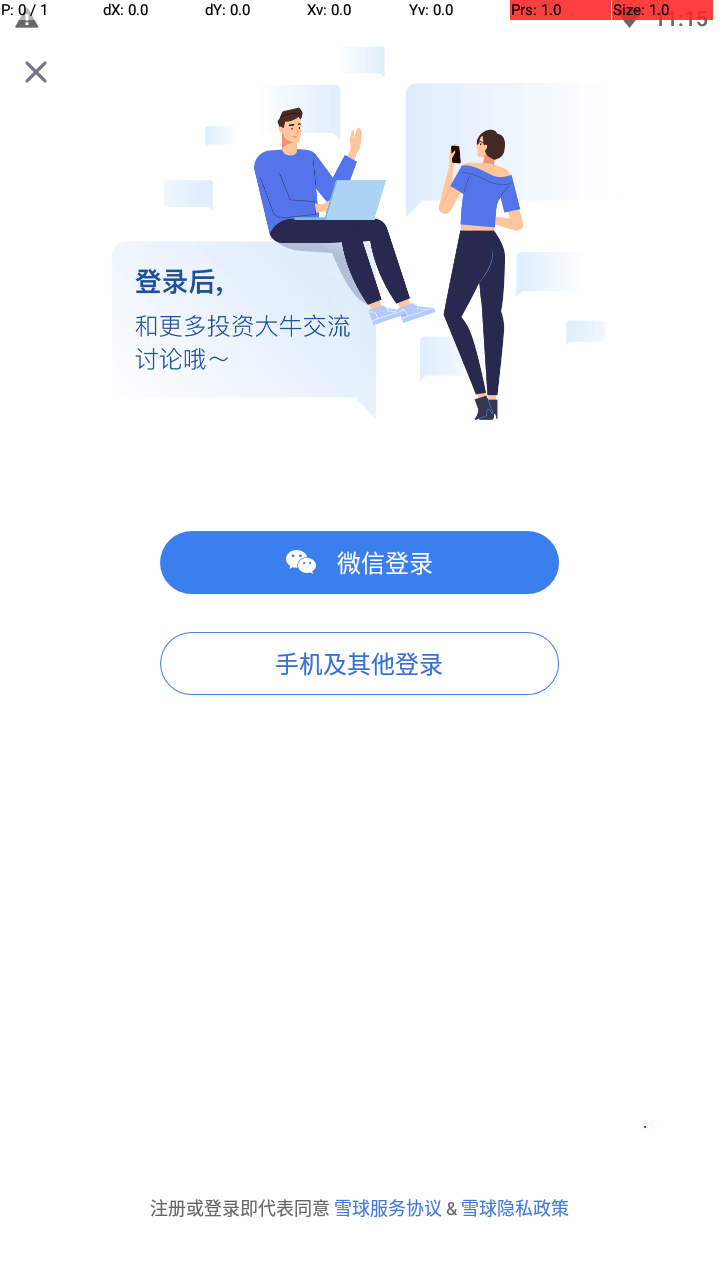 P: 0 / 1 dX: 0.0 dY: 0.0 Xv: 0.0 Yv: 0.0 Prs: 1.0 Size: 1.0
11:15
登录后,
和更多投资大牛交流
讨论哦～
微信登录
手机及其他登录
注册或登录即代表同意 雪球服务协议 & 雪球隐私政策